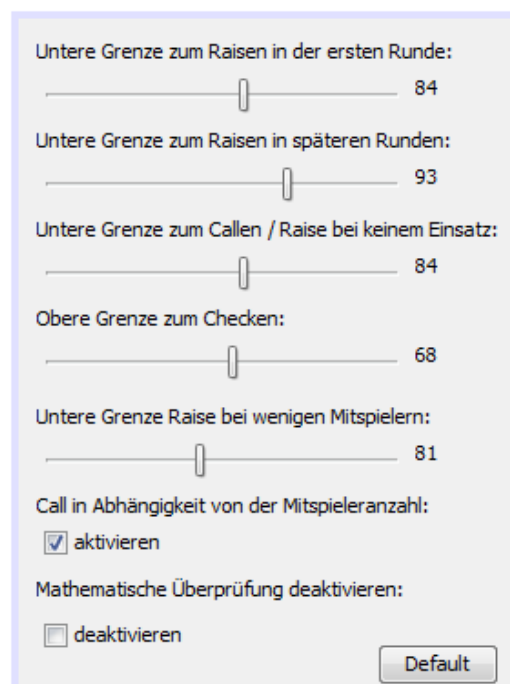 Untere Grenze zum Raisen in der ersten Runde:
84
Untere Grenze zum Raisen in späteren Runden:
93
Untere Grenze zum Callen / Raise bei keinem Einsatz:
84
Obere Grenze zum Checken:
68
Untere Grenze Raise bei wenigen Mitspielern:
81
Call in Abhängigkeit von der Mitspieleranzahl:
aktivieren
Mathematische Überprüfung deaktivieren:
deaktivieren
Default